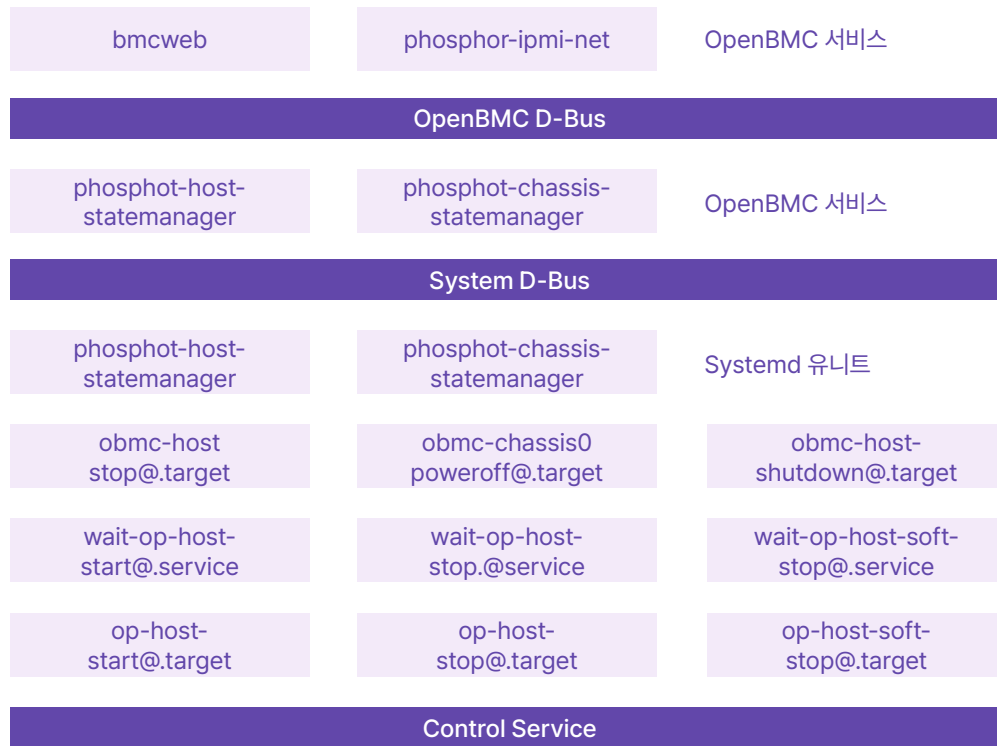 bmcweb
phosphor-ipmi-net
OpenBMC 서비스
OpenBMC D-Bus
phosphot-host-
statemanager
phosphot-chassis-
statemanager
OpenBMC 서비스
System D-Bus
phosphot-host-
statemanager
phosphot-chassis-
statemanager
Systemd 유니트
obmc-host
stop@.target
obmc-chassis0
poweroff@.target
obmc-host-
shutdown@.target
wait-op-host-
start@.service
wait-op-host-
stop.@service
wait-op-host-soft-
stop@.service
op-host-
start@.target
op-host-
stop@.target
op-host-soft-
stop@.target
Control Service